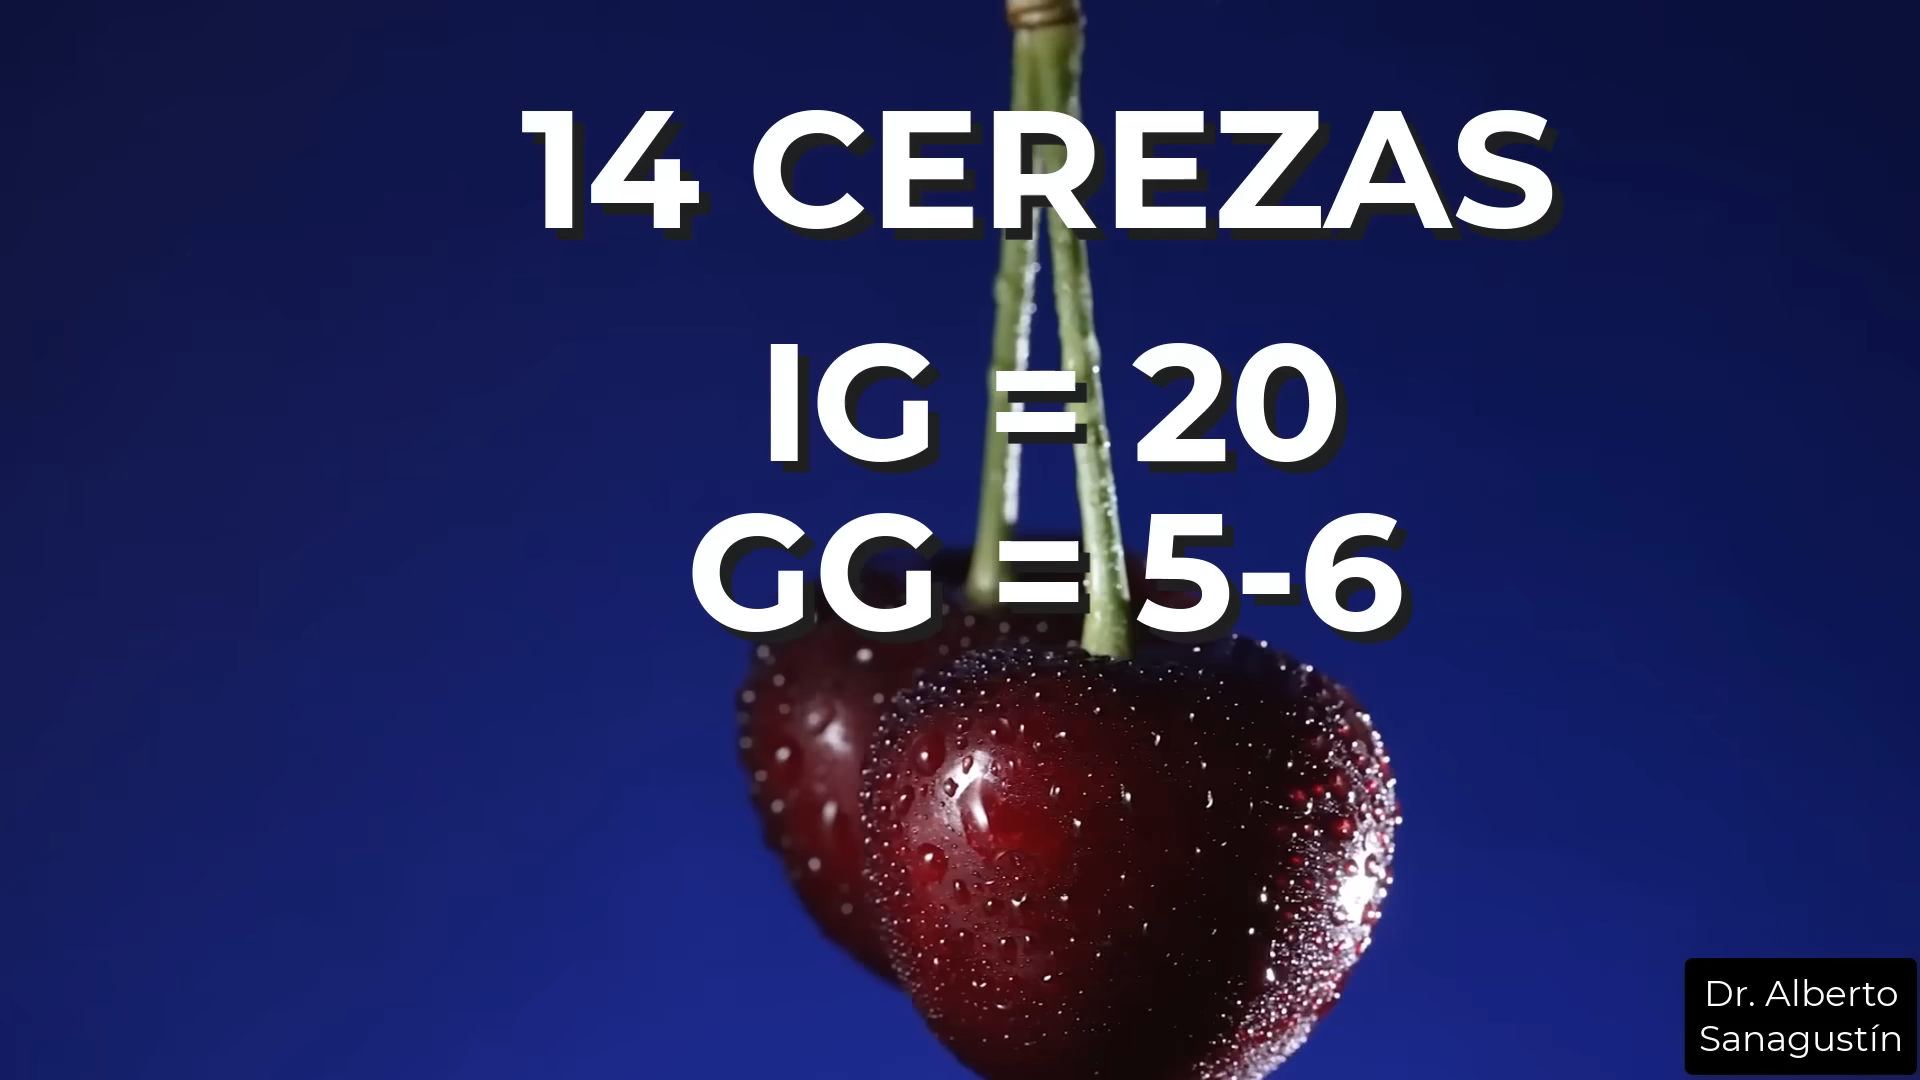 14 CEREZAS
IG = 20
GG = 5-6
Dr. Alberto
Sanagustín